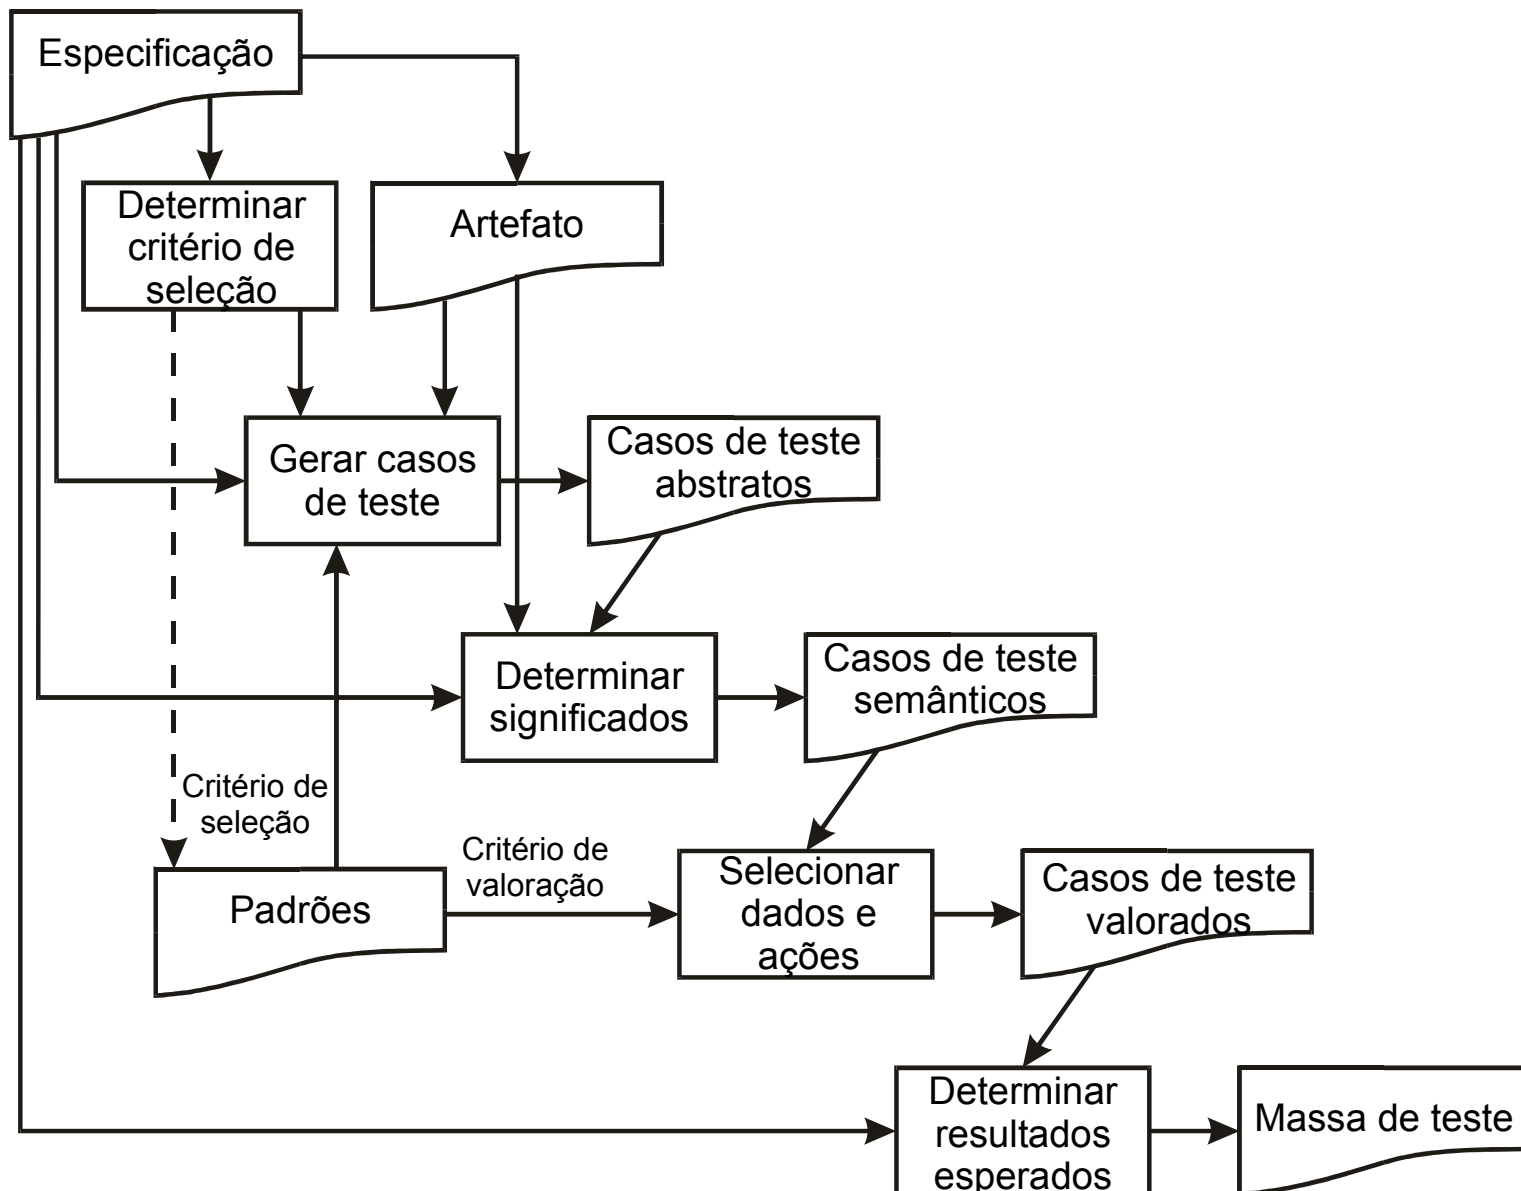 Especificação
Determinar
critério de
seleção
Artefato
Gerar casos
de teste
Casos de teste
abstratos
Determinar
significados
Casos de teste
semânticos
Critério de
seleção
Critério de
valoração
Padrões
Selecionar
dados e
ações
Casos de teste
valorados
Determinar
resultados
esperados
Massa de teste